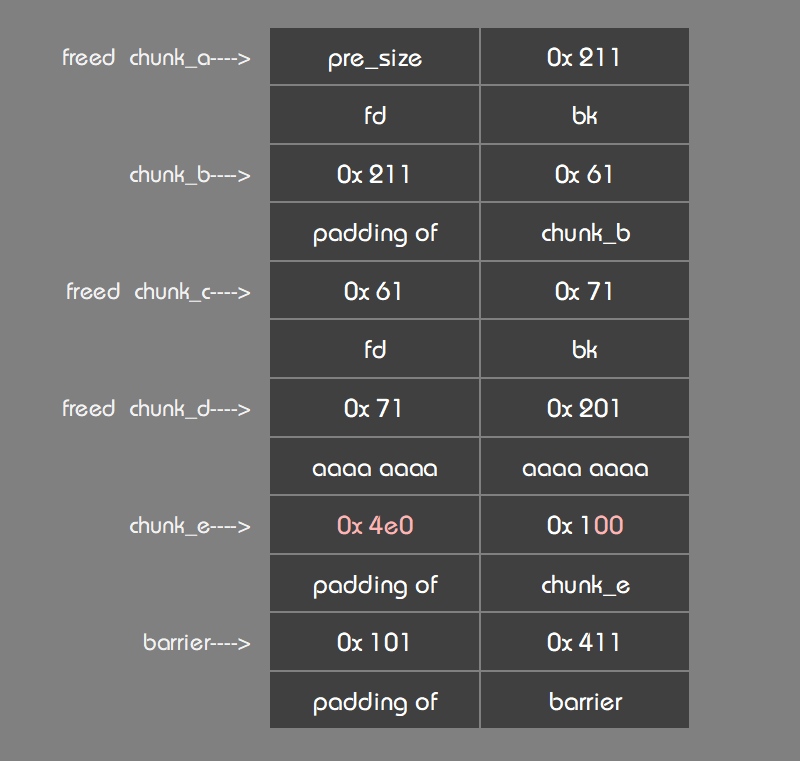 freed chunk_a----> pre_size 0x 211
fd bk
chunk_b----> 0x 211 0x 61
padding of chunk_b
freed chunk_c----> 0x 61 0x 71
fd bk
freed chunk_d----> 0x 71 0x 201
aaaa aaaa aaaa aaaa
chunk_e----> 0x 4e0 0x 100
padding of chunk_e
barrier----> 0x 101 0x 411
padding of barrier